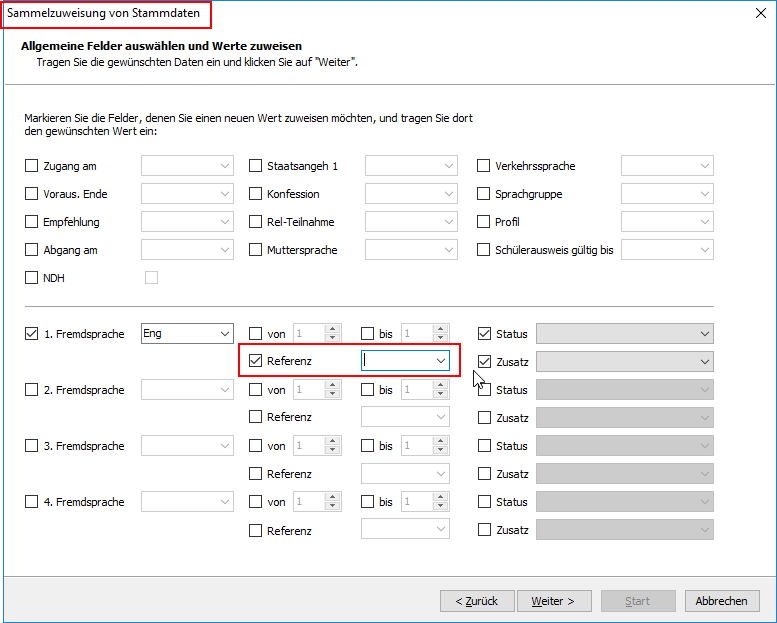 Sammelzuweisung von Stammdaten
Allgemeine Felder auswählen und Werte zuweisen
Tragen Sie die gewünschten Daten ein und klicken Sie auf "Weiter".
Markieren Sie die Felder, denen Sie einen neuen Wert zuweisen möchten, und tragen Sie dort
den gewünschten Wert ein:
Zugang am Staatsangeh 1 Verkehrssprache
Voraus. Ende Konfession Sprachgruppe
Empfehlung Rel-Teilnahme Profil
Abgang am Muttersprache Schülerausweis gültig bis
NDH
1. Fremdsprache Eng von 1 bis 1 Status
Referenz Zusatz
2. Fremdsprache von 1 bis 1 Status
Referenz Zusatz
3. Fremdsprache von 1 bis 1 Status
Referenz Zusatz
4. Fremdsprache von 1 bis 1 Status
Referenz Zusatz
< Zurück Weiter > Start Abbrechen